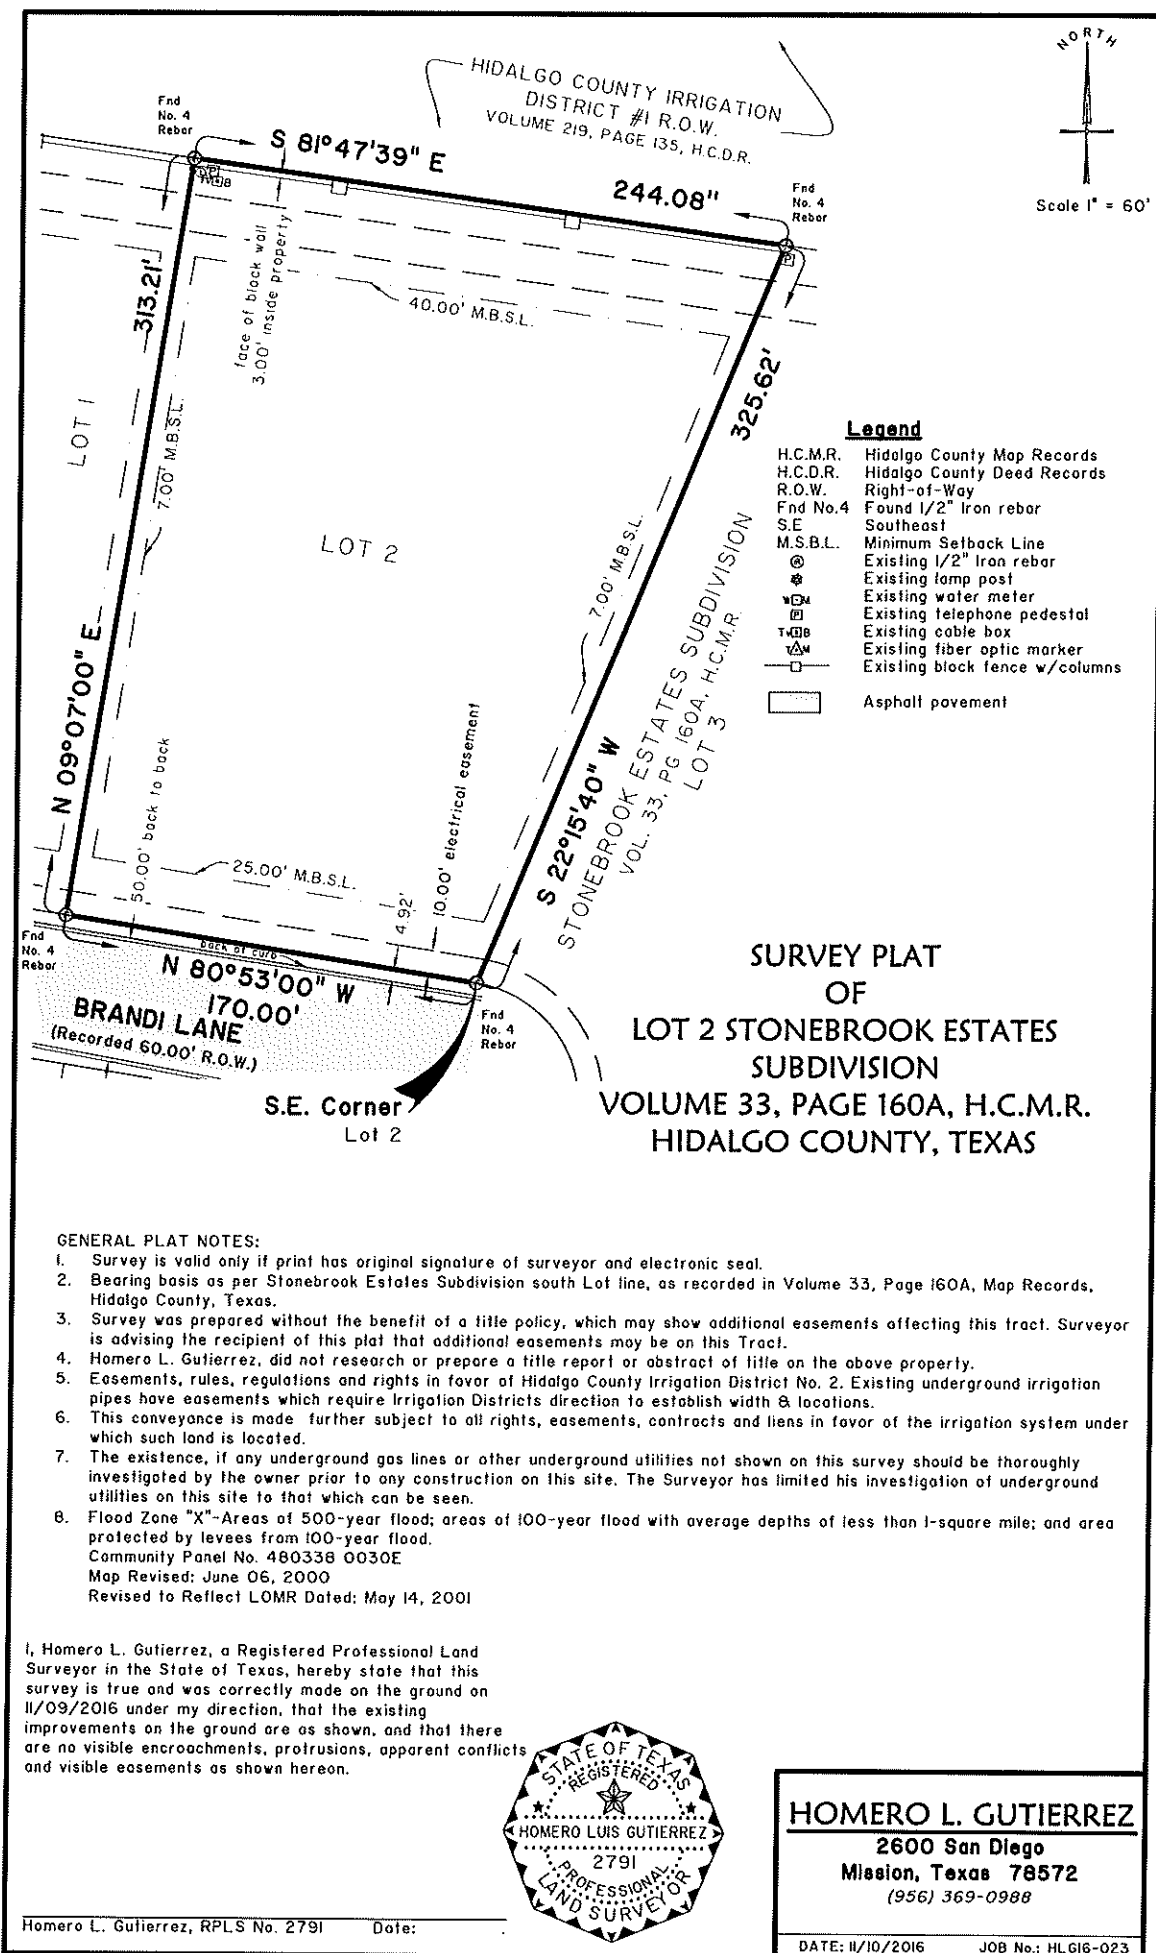 HIDALGO COUNTY IRRIGATION
DISTRICT #1 R.O.W.
VOLUME 219, PAGE 135, H.C.D.R.
NORTH
Scale 1" = 60'
Fnd
No. 4
Rebar
S 81°47'39" E
244.08"
Fnd
No. 4
Rebar
P
TV B
P
313.21'
face of block wall
3.00' inside property
40.00' M.B.S.L.
325.62'
LOT 1
7.00' M.B.S.L.
LOT 2
7.00' M.B.S.L.
N 09°07'00" E
50.00' back to back
25.00' M.B.S.L.
4.92'
10.00' electrical easement
S 22°15'40" W
STONEBROOK ESTATES SUBDIVISION
VOL. 33, PG 160A, H.C.M.R.
LOT 3
Legend
H.C.M.R. Hidalgo County Map Records
H.C.D.R. Hidalgo County Deed Records
R.O.W. Right-of-Way
Fnd No.4 Found 1/2" Iron rebar
S.E Southeast
M.S.B.L. Minimum Setback Line
Existing 1/2" Iron rebar
Existing lamp post
Existing water meter
P Existing telephone pedestal
Existing cable box
Existing fiber optic marker
Existing block fence w/columns
Asphalt pavement
Fnd
No. 4
Rebar
back of curb
N 80°53'00" W
170.00'
BRANDI LANE
(Recorded 60.00' R.O.W.)
Fnd
No. 4
Rebar
S.E. Corner
Lot 2
SURVEY PLAT
OF
LOT 2 STONEBROOK ESTATES
SUBDIVISION
VOLUME 33, PAGE 160A, H.C.M.R.
HIDALGO COUNTY, TEXAS
GENERAL PLAT NOTES:
1. Survey is valid only if print has original signature of surveyor and electronic seal.
2. Bearing basis as per Stonebrook Estates Subdivision south Lot line, as recorded in Volume 33, Page 160A, Map Records,
Hidalgo County, Texas.
3. Survey was prepared without the benefit of a title policy, which may show additional easements affecting this tract. Surveyor
is advising the recipient of this plat that additional easements may be on this Tract.
4. Homero L. Gutierrez, did not research or prepare a title report or abstract of title on the above property.
5. Easements, rules, regulations and rights in favor of Hidalgo County Irrigation District No. 2. Existing underground irrigation
pipes have easements which require Irrigation Districts direction to establish width & locations.
6. This conveyance is made further subject to all rights, easements, contracts and liens in favor of the irrigation system under
which such land is located.
7. The existence, if any underground gas lines or other underground utilities not shown on this survey should be thoroughly
investigated by the owner prior to any construction on this site. The Surveyor has limited his investigation of underground
utilities on this site to that which can be seen.
8. Flood Zone "X"-Areas of 500-year flood; areas of 100-year flood with average depths of less than 1-square mile; and area
protected by levees from 100-year flood.
Community Panel No. 480338 0030E
Map Revised: June 06, 2000
Revised to Reflect LOMR Dated: May 14, 2001
I, Homero L. Gutierrez, a Registered Professional Land
Surveyor in the State of Texas, hereby state that this
survey is true and was correctly made on the ground on
11/09/2016 under my direction, that the existing
improvements on the ground are as shown, and that there
are no visible encroachments, protrusions, apparent conflicts
and visible easements as shown hereon.
STATE OF TEXAS
REGISTERED
HOMERO LUIS GUTIERREZ
2791
PROFESSIONAL
LAND SURVEYOR
Homero L. Gutierrez, RPLS No. 2791 Date:
HOMERO L. GUTIERREZ
2600 San Diego
Mission, Texas 78572
(956) 369-0988
DATE: 11/10/2016 JOB No.: HLG16-023